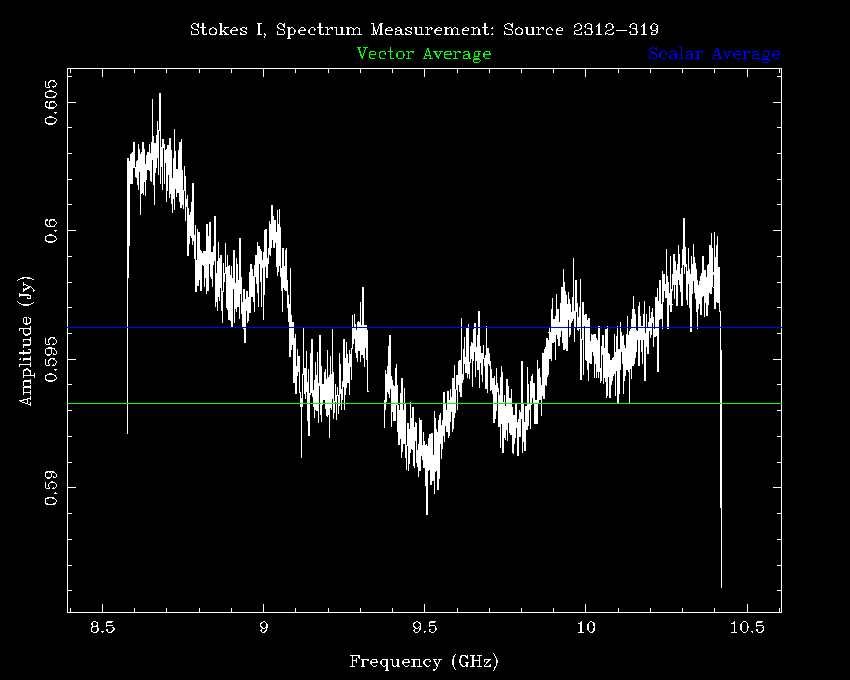 Stokes I, Spectrum Measurement: Source 2312-319
Vector Average Scalar Average
0.605
0.6
0.595
0.59
Amplitude (Jy)
8.5 9 9.5 10 10.5
Frequency (GHz)